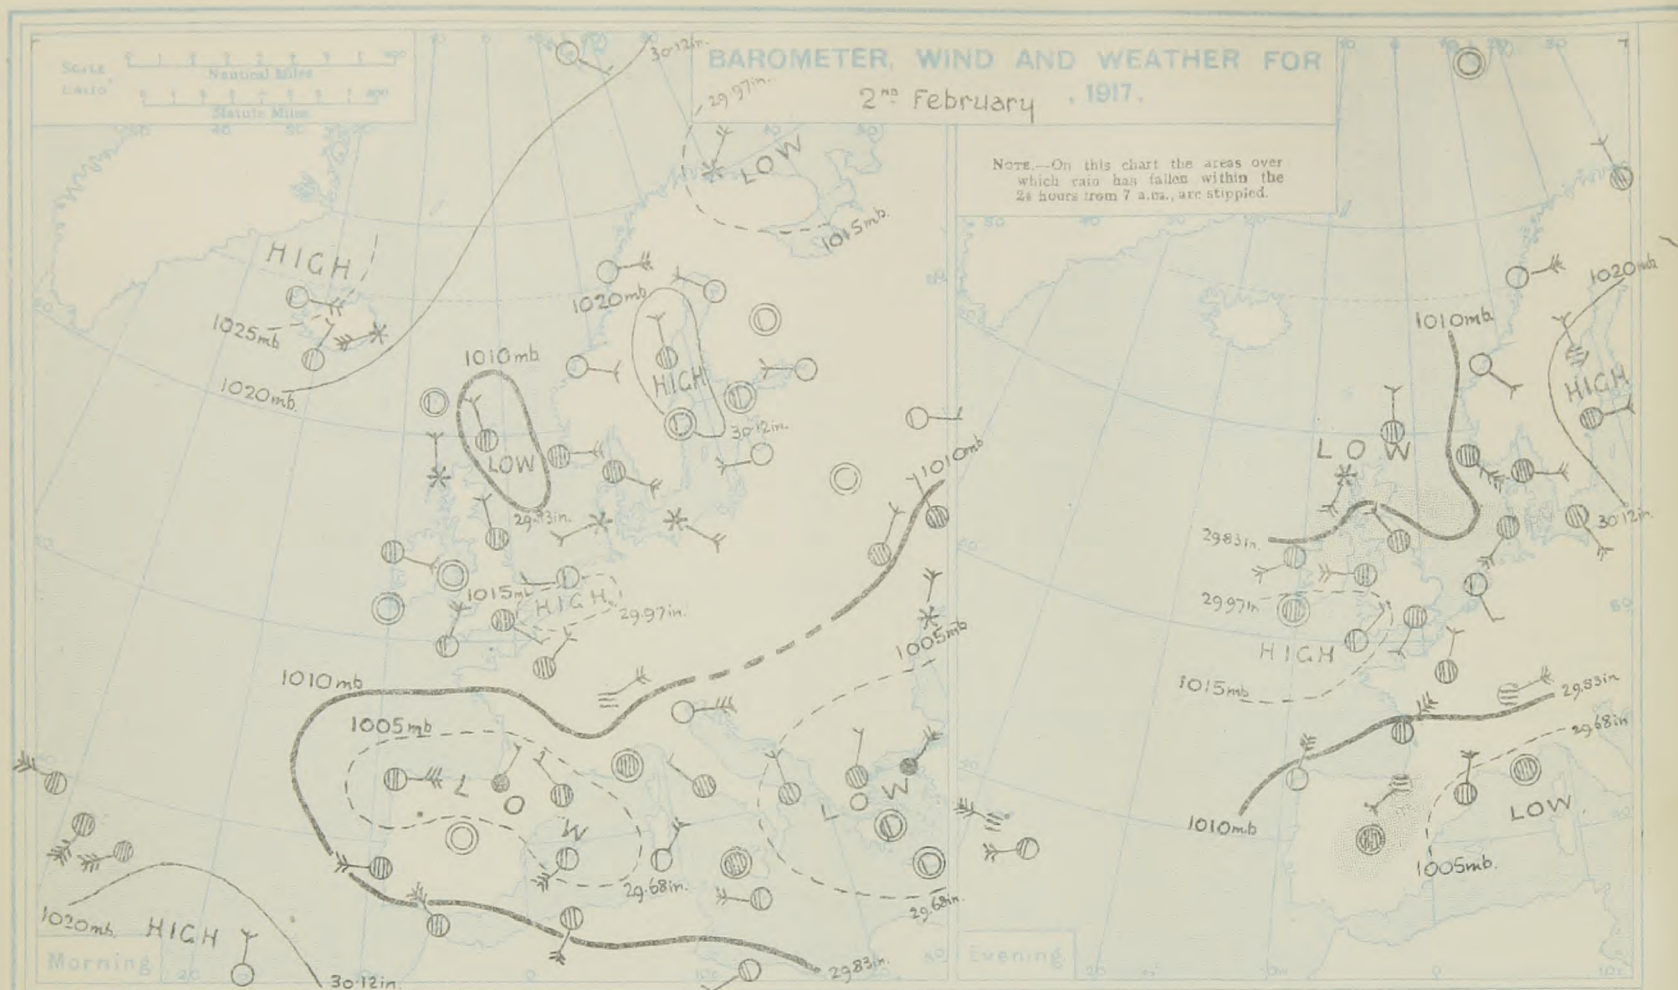 BAROMETER, WIND AND WEATHER FOR
2ND February , 1917.
NOTE.—On this chart the areas over
which rain has fallen within the
24 hours from 7 a.m., are stippled.
Nautical Miles
Statute Miles
30·12in.
29·97in.
LOW
1015mb.
HIGH
1025mb
1020mb.
1020mb
HIGH
30·12in.
1010mb
LOW
29·83in.
1010mb
1015mb
HIGH
29·97in.
1005mb
1010mb
1005mb
LOW
29·68in.
LOW
29·68in.
1020mb.
HIGH
30·12in.
29·83in.
Morning
1020mb
1010mb.
HIGH
LOW
30·12in.
29·83in.
29·97in
HIGH
1015mb
29·83in
29·68in
1010mb
LOW
1005mb.
Evening